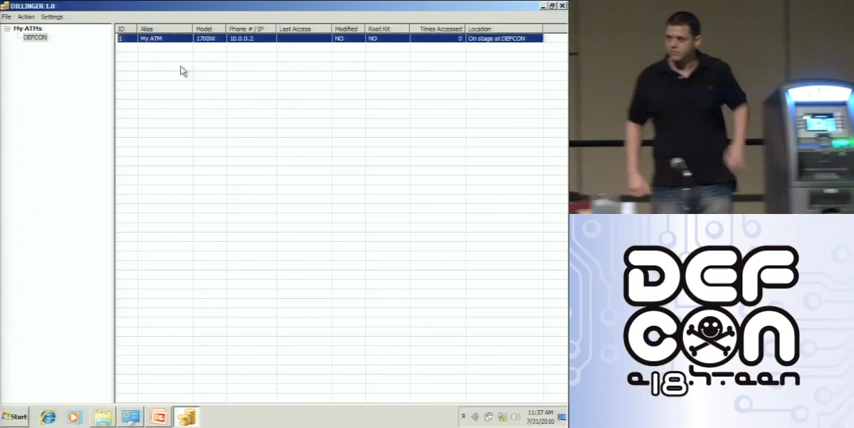 DILLINGER 1.0
File Action Settings
My ATMs
DEFCON
ID Alias Model Phone # / IP Last Access Modified Root Kit Times Accessed Location
1 My ATM 1700W 10.0.0.2 NO NO 0 On stage at DEFCON
DEF
CON
e18.h.teen
Start
11:37 AM
7/31/2010